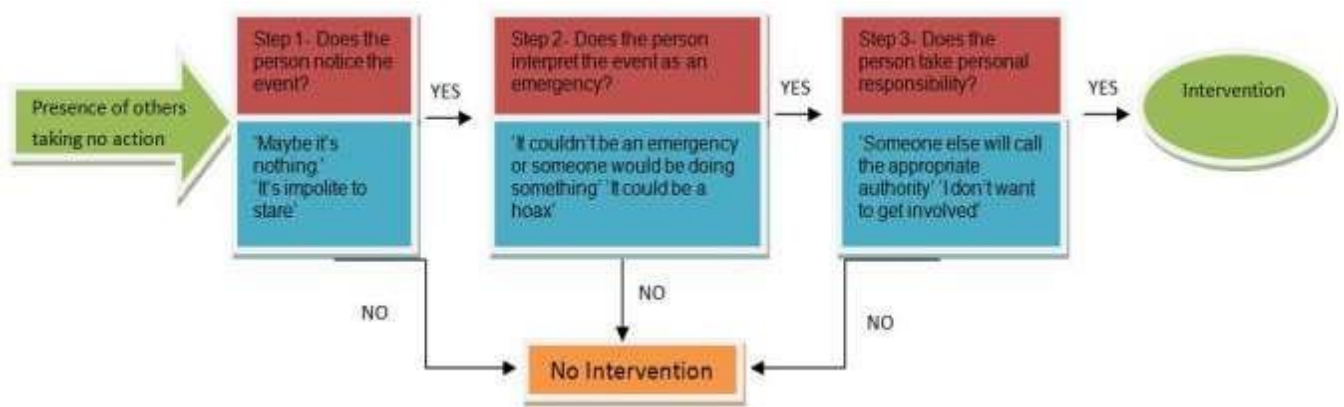 Presence of others
taking no action
Step 1- Does the
person notice the
event?
'Maybe it's
nothing.'
'It's impolite to
stare'
YES
Step 2- Does the person
interpret the event as an
emergency?
'It couldn't be an emergency
or someone would be doing
something' 'It could be a
hoax'
YES
Step 3- Does the
person take personal
responsibility?
'Someone else will call
the appropriate
authority' 'I don't want
to get involved'
YES
Intervention
NO
NO
NO
No Intervention